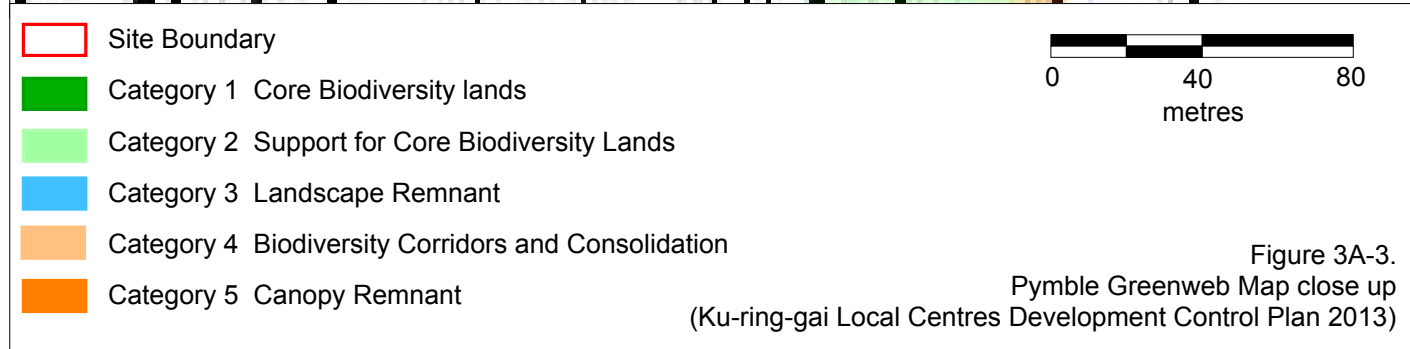 Site Boundary
Category 1 Core Biodiversity lands
Category 2 Support for Core Biodiversity Lands
Category 3 Landscape Remnant
Category 4 Biodiversity Corridors and Consolidation
Category 5 Canopy Remnant
0 40 80
metres
Figure 3A-3.
Pymble Greenweb Map close up
(Ku-ring-gai Local Centres Development Control Plan 2013)